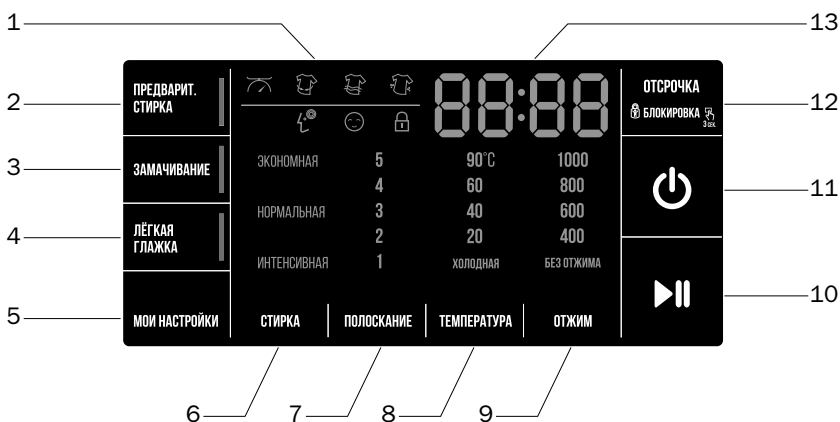 1
13
2
ПРЕДВАРИТ.
СТИРКА
88:88
ОТСРОЧКА
БЛОКИРОВКА
3 СЕК.
12
3
ЗАМАЧИВАНИЕ
ЭКОНОМНАЯ 5 90°C 1000
4 60 800
НОРМАЛЬНАЯ 3 40 600
2 20 400
ИНТЕНСИВНАЯ 1 ХОЛОДНАЯ БЕЗ ОТЖИМА
11
4
ЛЁГКАЯ
ГЛАЖКА
10
5
МОИ НАСТРОЙКИ СТИРКА ПОЛОСКАНИЕ ТЕМПЕРАТУРА ОТЖИМ
6 7 8 9